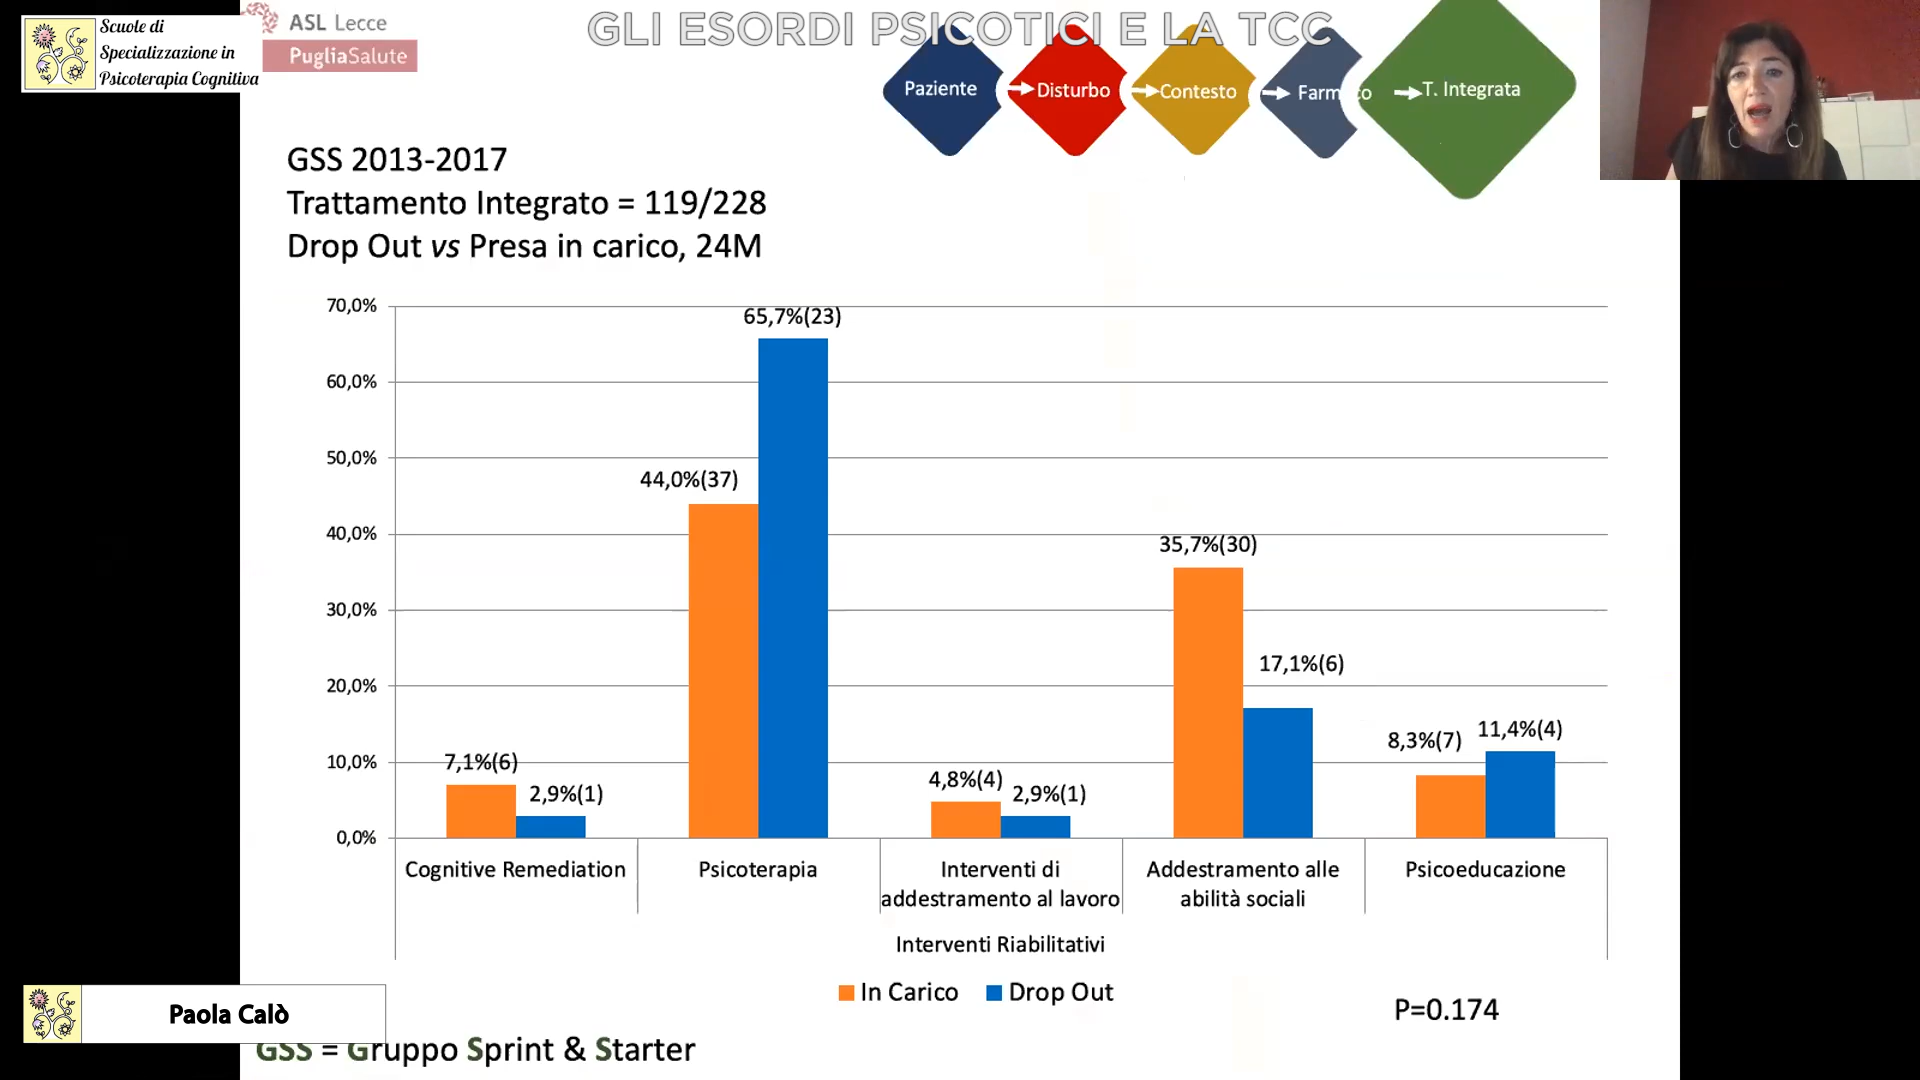 Scuole di
Specializzazione in
Psicoterapia Cognitiva
ASL Lecce
PugliaSalute
GLI ESORDI PSICOTICI E LA TCC
Paziente
Disturbo
Contesto
Farm co
T. Integrata
GSS 2013-2017
Trattamento Integrato = 119/228
Drop Out vs Presa in carico, 24M
70,0%
60,0%
50,0%
40,0%
30,0%
20,0%
10,0%
0,0%
7,1%(6)
2,9%(1)
44,0%(37)
65,7%(23)
4,8%(4)
2,9%(1)
35,7%(30)
17,1%(6)
8,3%(7)
11,4%(4)
Cognitive Remediation
Psicoterapia
Interventi di
addestramento al lavoro
Addestramento alle
abilità sociali
Psicoeducazione
Interventi Riabilitativi
In Carico
Drop Out
P=0.174
Paola Calò
GSS = Gruppo Sprint & Starter